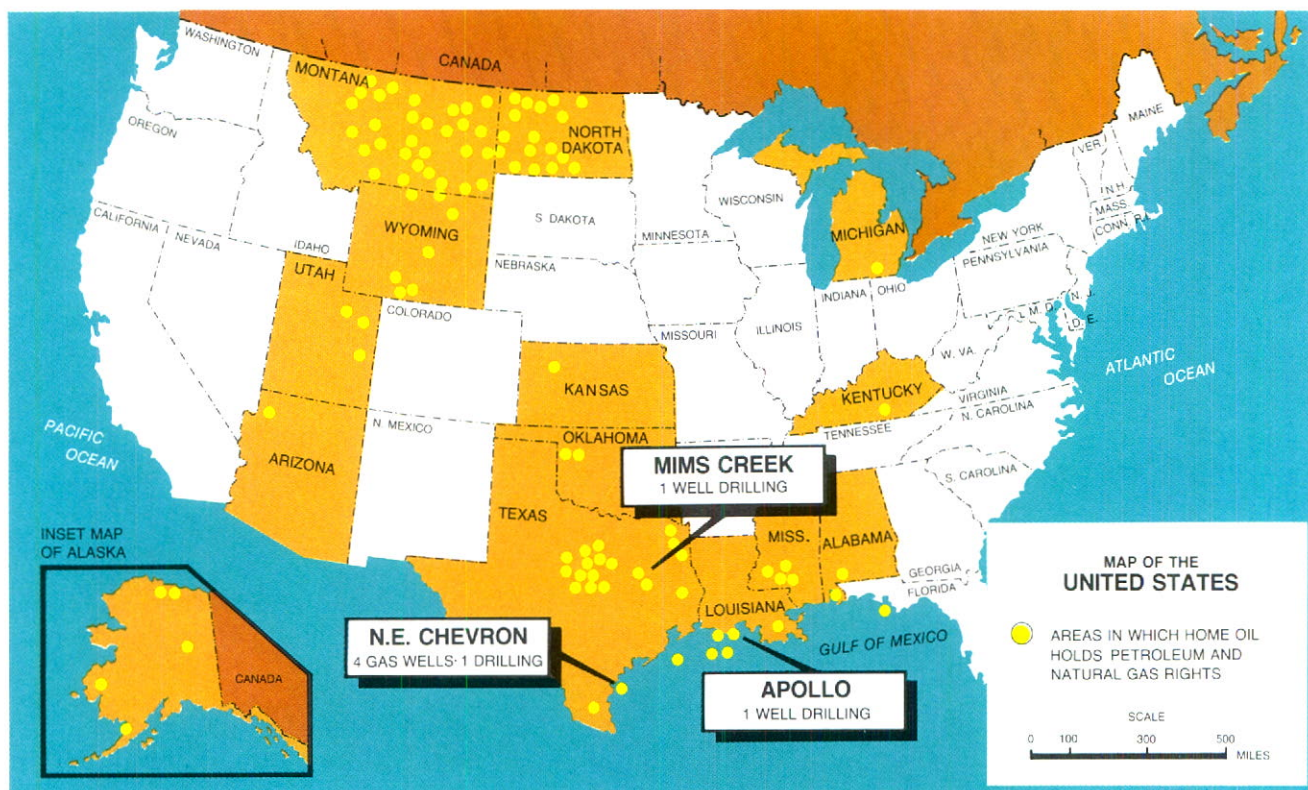 WASHINGTON
MONTANA
CANADA
OREGON
NORTH
DAKOTA
MAINE
VER.
N.H.
MASS.
CONN. R.I.
WISCONSIN
MICHIGAN
NEW YORK
PENNSYLVANIA
S. DAKOTA
MINNESOTA
WYOMING
IDAHO
CALIFORNIA
NEVADA
UTAH
NEBRASKA
COLORADO
MISSOURI
ILLINOIS
INDIANA
OHIO
M. D.
N. J.
D. E.
W. VA.
VIRGINIA
N. CAROLINA
ATLANTIC
OCEAN
KANSAS
KENTUCKY
TENNESSEE
S. CAROLINA
PACIFIC
OCEAN
ARIZONA
N. MEXICO
OKLAHOMA
TEXAS
MIMS CREEK
1 WELL DRILLING
MISS.
ALABAMA
GEORGIA
FLORIDA
LOUISIANA
GULF OF MEXICO
N.E. CHEVRON
4 GAS WELLS· 1 DRILLING
APOLLO
1 WELL DRILLING
INSET MAP
OF ALASKA
CANADA
MAP OF THE
UNITED STATES
AREAS IN WHICH HOME OIL
HOLDS PETROLEUM AND
NATURAL GAS RIGHTS
SCALE
0 100 300 500 MILES